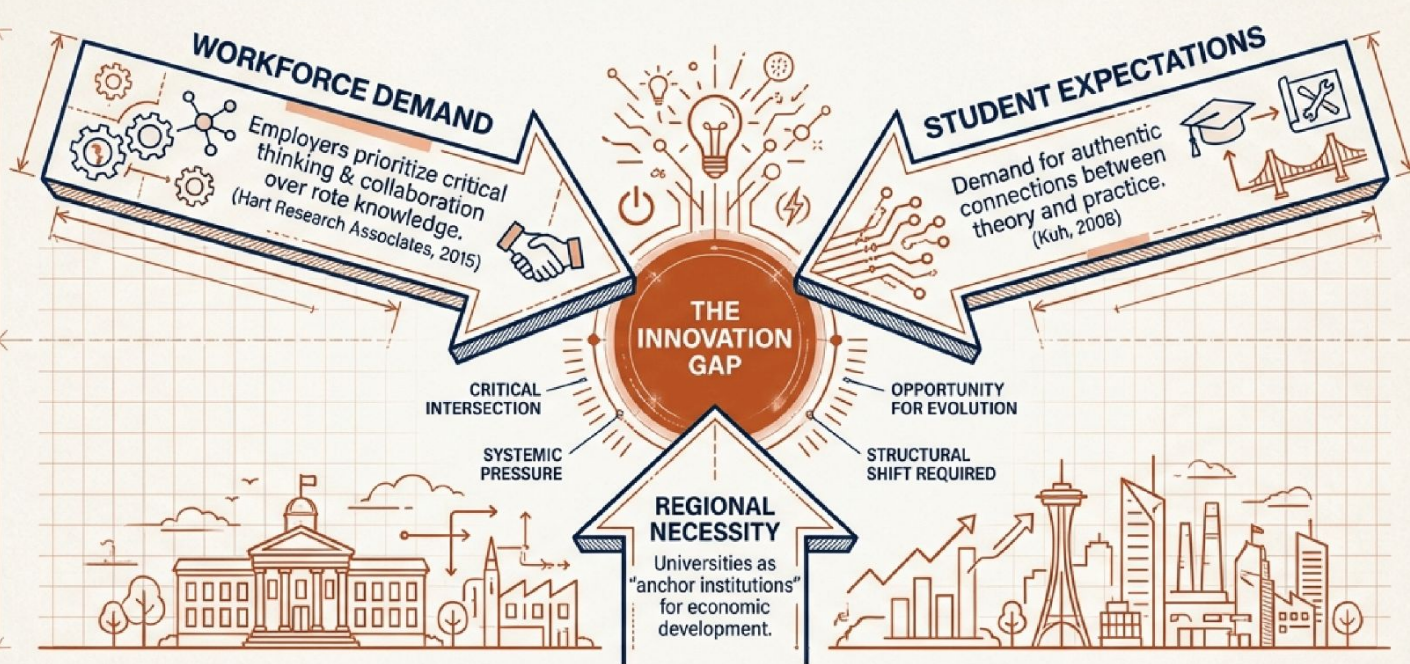 WORKFORCE DEMAND
Employers prioritize critical
thinking & collaboration
over rote knowledge.
(Hart Research Associates, 2015)
STUDENT EXPECTATIONS
Demand for authentic
connections between
theory and practice.
(Kuh, 2008)
THE
INNOVATION
GAP
CRITICAL
INTERSECTION
SYSTEMIC
PRESSURE
OPPORTUNITY
FOR EVOLUTION
STRUCTURAL
SHIFT REQUIRED
REGIONAL
NECESSITY
Universities as
“anchor institutions”
for economic
development.